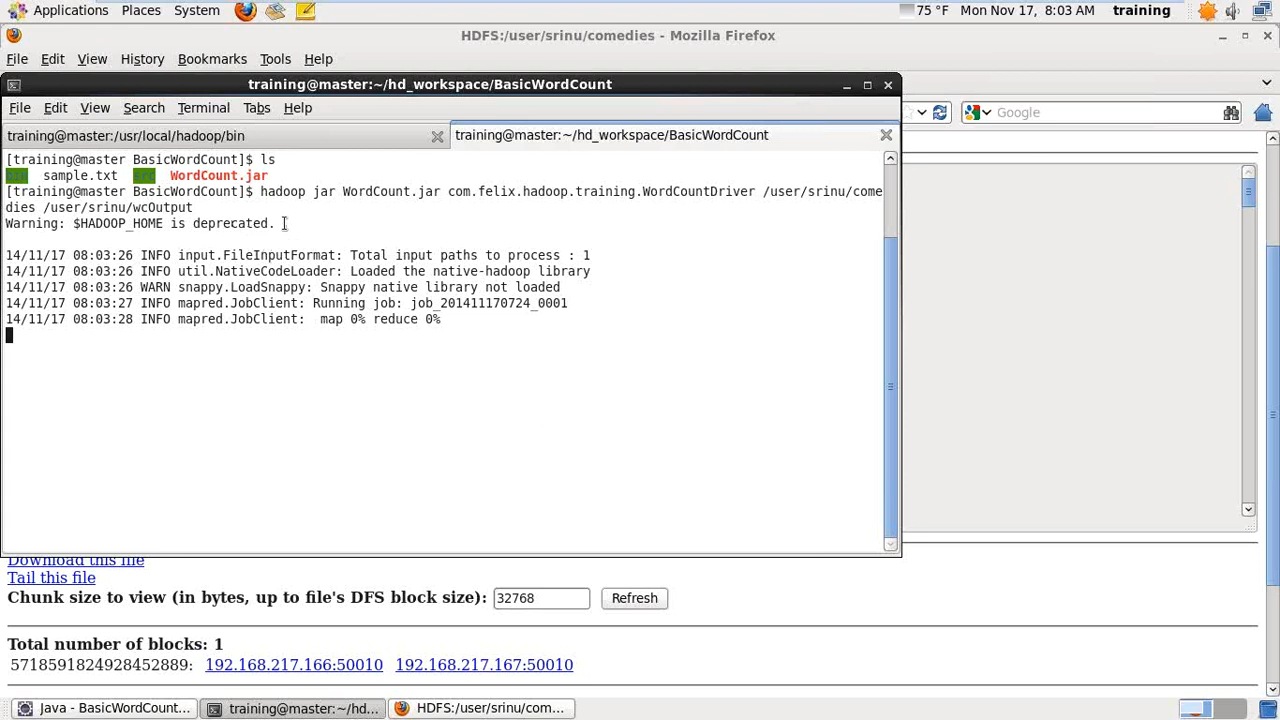 Applications Places System 75 °F Mon Nov 17, 8:03 AM training
HDFS:/user/srinu/comedies - Mozilla Firefox
File Edit View History Bookmarks Tools Help
training@master:~/hd_workspace/BasicWordCount
File Edit View Search Terminal Tabs Help
Google
training@master:/usr/local/hadoop/bin training@master:~/hd_workspace/BasicWordCount
[training@master BasicWordCount]$ ls
bin sample.txt src WordCount.jar
[training@master BasicWordCount]$ hadoop jar WordCount.jar com.felix.hadoop.training.WordCountDriver /user/srinu/come
dies /user/srinu/wcOutput
Warning: $HADOOP_HOME is deprecated.
14/11/17 08:03:26 INFO input.FileInputFormat: Total input paths to process : 1
14/11/17 08:03:26 INFO util.NativeCodeLoader: Loaded the native-hadoop library
14/11/17 08:03:26 WARN snappy.LoadSnappy: Snappy native library not loaded
14/11/17 08:03:27 INFO mapred.JobClient: Running job: job_201411170724_0001
14/11/17 08:03:28 INFO mapred.JobClient:  map 0% reduce 0%
Download this file
Tail this file
Chunk size to view (in bytes, up to file's DFS block size): 32768 Refresh
Total number of blocks: 1
5718591824928452889: 192.168.217.166:50010 192.168.217.167:50010
Java - BasicWordCount... training@master:~/hd... HDFS:/user/srinu/com...